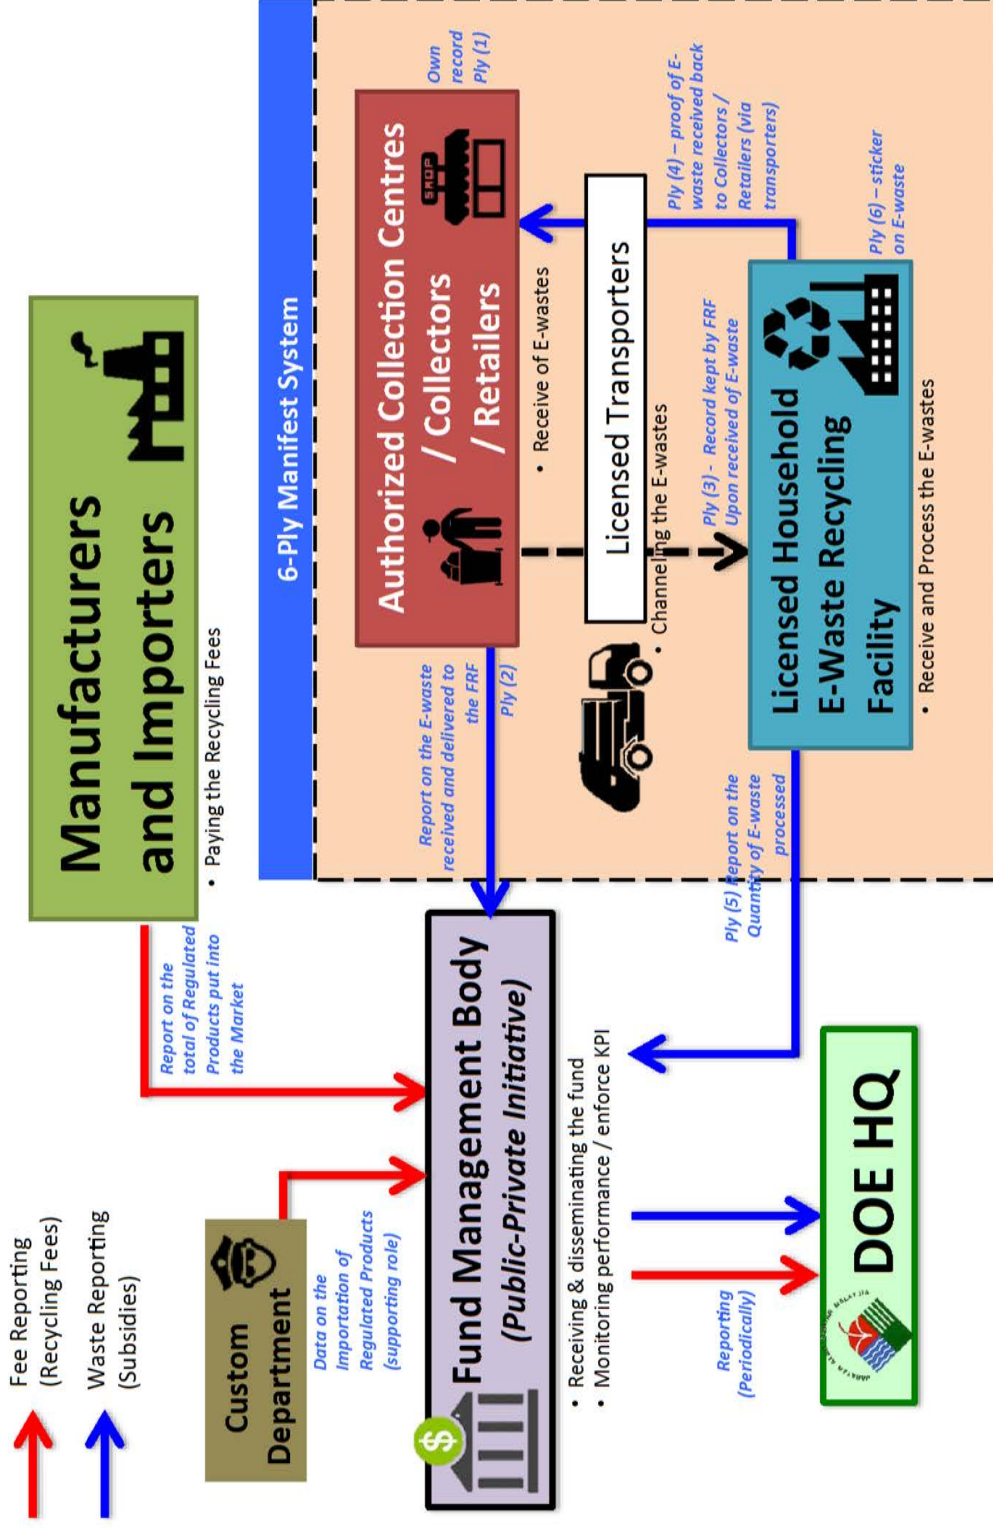 Fee Reporting
(Recycling Fees)
Waste Reporting
(Subsidies)
Manufacturers
and Importers
• Paying the Recycling Fees
Report on the
total of Regulated
Products put into
the Market
Custom
Department
Data on the
Importation of
Regulated Products
(supporting role)
$
Fund Management Body
(Public-Private Initiative)
• Receiving & disseminating the fund
• Monitoring performance / enforce KPI
Reporting
(Periodically)
DOE HQ
6-Ply Manifest System
Authorized Collection Centres
/ Collectors
/ Retailers
SHOP
Own
record
Ply (1)
Report on the E-waste
received and delivered to
the FRF
Ply (2)
• Receive of E-wastes
Licensed Transporters
• Channeling the E-wastes
Ply (3) - Record kept by FRF
Upon received of E-waste
Ply (4) – proof of E-
waste received back
to Collectors /
Retailers (via
transporters)
Licensed Household
E-Waste Recycling
Facility
Ply (6) – sticker
on E-waste
• Receive and Process the E-wastes
Ply (5) Report on the
Quantity of E-waste
processed